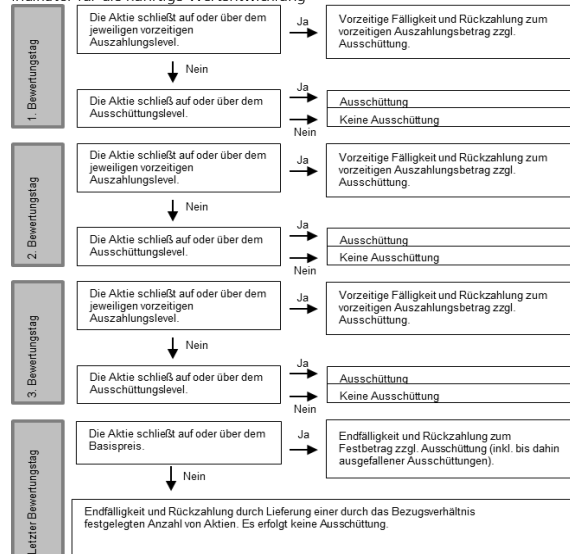 Indikator für die künftige Wertentwicklung
1. Bewertungstag
Die Aktie schließt auf oder über dem
jeweiligen vorzeitigen
Auszahlungslevel.
Ja
Vorzeitige Fälligkeit und Rückzahlung zum
vorzeitigen Auszahlungsbetrag zzgl.
Ausschüttung.
Nein
Die Aktie schließt auf oder über dem
Ausschüttungslevel.
Ja
Ausschüttung
Nein
Keine Ausschüttung
2. Bewertungstag
Die Aktie schließt auf oder über dem
jeweiligen vorzeitigen
Auszahlungslevel.
Ja
Vorzeitige Fälligkeit und Rückzahlung zum
vorzeitigen Auszahlungsbetrag zzgl.
Ausschüttung.
Nein
Die Aktie schließt auf oder über dem
Ausschüttungslevel.
Ja
Ausschüttung
Nein
Keine Ausschüttung
3. Bewertungstag
Die Aktie schließt auf oder über dem
jeweiligen vorzeitigen
Auszahlungslevel.
Ja
Vorzeitige Fälligkeit und Rückzahlung zum
vorzeitigen Auszahlungsbetrag zzgl.
Ausschüttung.
Nein
Die Aktie schließt auf oder über dem
Ausschüttungslevel.
Ja
Ausschüttung
Nein
Keine Ausschüttung
Letzter Bewertungstag
Die Aktie schließt auf oder über dem
Basispreis.
Ja
Endfälligkeit und Rückzahlung zum
Festbetrag zzgl. Ausschüttung (inkl. bis dahin
ausgefallener Ausschüttungen).
Nein
Endfälligkeit und Rückzahlung durch Lieferung einer durch das Bezugsverhältnis
festgelegten Anzahl von Aktien. Es erfolgt keine Ausschüttung.